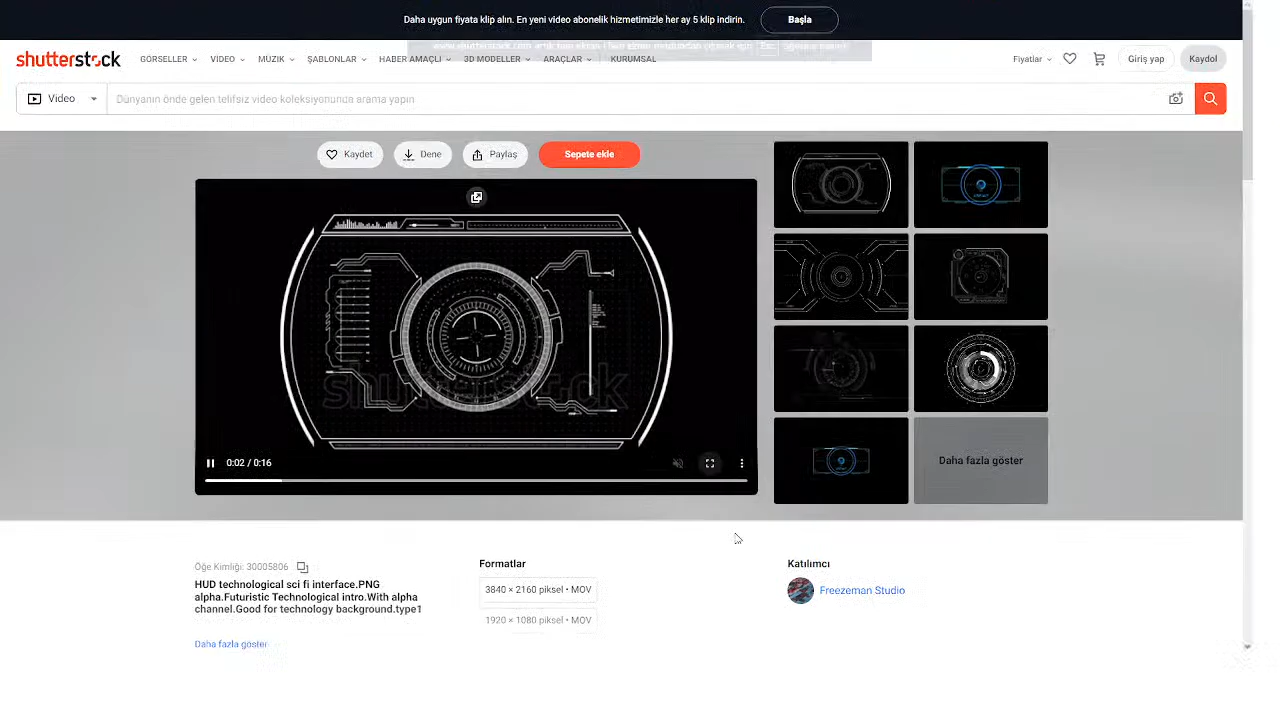 Daha uygun fiyata klip alın. En yeni video abonelik hizmetimizle her ay 5 klip indirin. Başla
shutterstock GÖRSELLER VİDEO MÜZIK ŞABLONLAR HABER AMAÇLI 3D MODELLER ARAÇLAR KURUMSAL Fiyatlar Giriş yap Kaydol
Video Dünyanın önde gelen telifsiz video koleksiyonunda arama yapın
Kaydet Dene Paylaş Sepete ekle
shutterstock
0:02 / 0:16
Daha fazla göster
Öğe Kimliği: 30005806
HUD technological sci fi interface.PNG
alpha.Futuristic Technological intro.With alpha
channel.Good for technology background.type1
Daha fazla göster
Formatlar
3840 × 2160 piksel • MOV
1920 × 1080 piksel • MOV
Katılımcı
Freezeman Studio